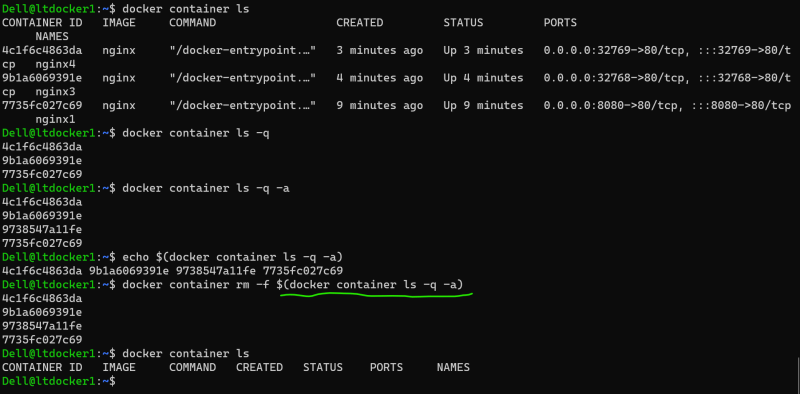 Dell@ltdocker1:~$ docker container ls
CONTAINER ID   IMAGE     COMMAND                  CREATED         STATUS         PORTS
     NAMES
4c1f6c4863da   nginx     "/docker-entrypoint.…"   3 minutes ago   Up 3 minutes   0.0.0.0:32769->80/tcp, :::32769->80/t
cp   nginx4
9b1a6069391e   nginx     "/docker-entrypoint.…"   4 minutes ago   Up 4 minutes   0.0.0.0:32768->80/tcp, :::32768->80/t
cp   nginx3
7735fc027c69   nginx     "/docker-entrypoint.…"   9 minutes ago   Up 9 minutes   0.0.0.0:8080->80/tcp, :::8080->80/tcp
     nginx1
Dell@ltdocker1:~$ docker container ls -q
4c1f6c4863da
9b1a6069391e
7735fc027c69
Dell@ltdocker1:~$ docker container ls -q -a
4c1f6c4863da
9b1a6069391e
9738547a11fe
7735fc027c69
Dell@ltdocker1:~$ echo $(docker container ls -q -a)
4c1f6c4863da 9b1a6069391e 9738547a11fe 7735fc027c69
Dell@ltdocker1:~$ docker container rm -f $(docker container ls -q -a)
4c1f6c4863da
9b1a6069391e
9738547a11fe
7735fc027c69
Dell@ltdocker1:~$ docker container ls
CONTAINER ID   IMAGE     COMMAND   CREATED   STATUS    PORTS     NAMES
Dell@ltdocker1:~$